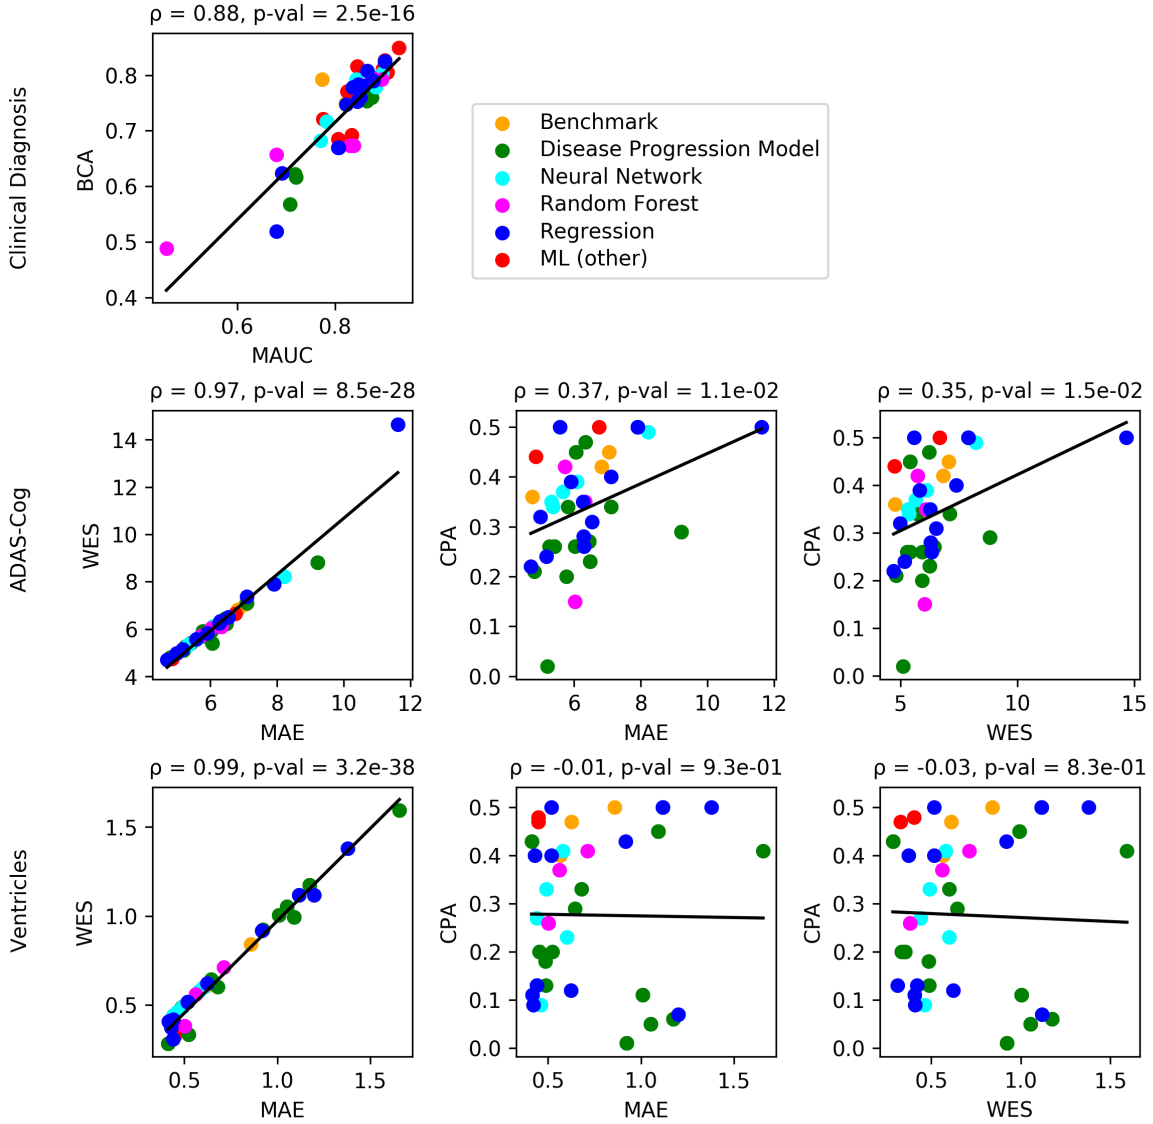 ρ = 0.88, p-val = 2.5e-16
Clinical Diagnosis
BCA
0.8
0.7
0.6
0.5
0.4
0.6 0.8
MAUC
Benchmark
Disease Progression Model
Neural Network
Random Forest
Regression
ML (other)
ρ = 0.97, p-val = 8.5e-28
ADAS-Cog
WES
14
12
10
8
6
4
6 8 10 12
MAE
ρ = 0.37, p-val = 1.1e-02
CPA
0.5
0.4
0.3
0.2
0.1
0.0
6 8 10 12
MAE
ρ = 0.35, p-val = 1.5e-02
CPA
0.5
0.4
0.3
0.2
0.1
0.0
5 10 15
WES
ρ = 0.99, p-val = 3.2e-38
Ventricles
WES
1.5
1.0
0.5
0.5 1.0 1.5
MAE
ρ = -0.01, p-val = 9.3e-01
CPA
0.5
0.4
0.3
0.2
0.1
0.0
0.5 1.0 1.5
MAE
ρ = -0.03, p-val = 8.3e-01
CPA
0.5
0.4
0.3
0.2
0.1
0.0
0.5 1.0 1.5
WES